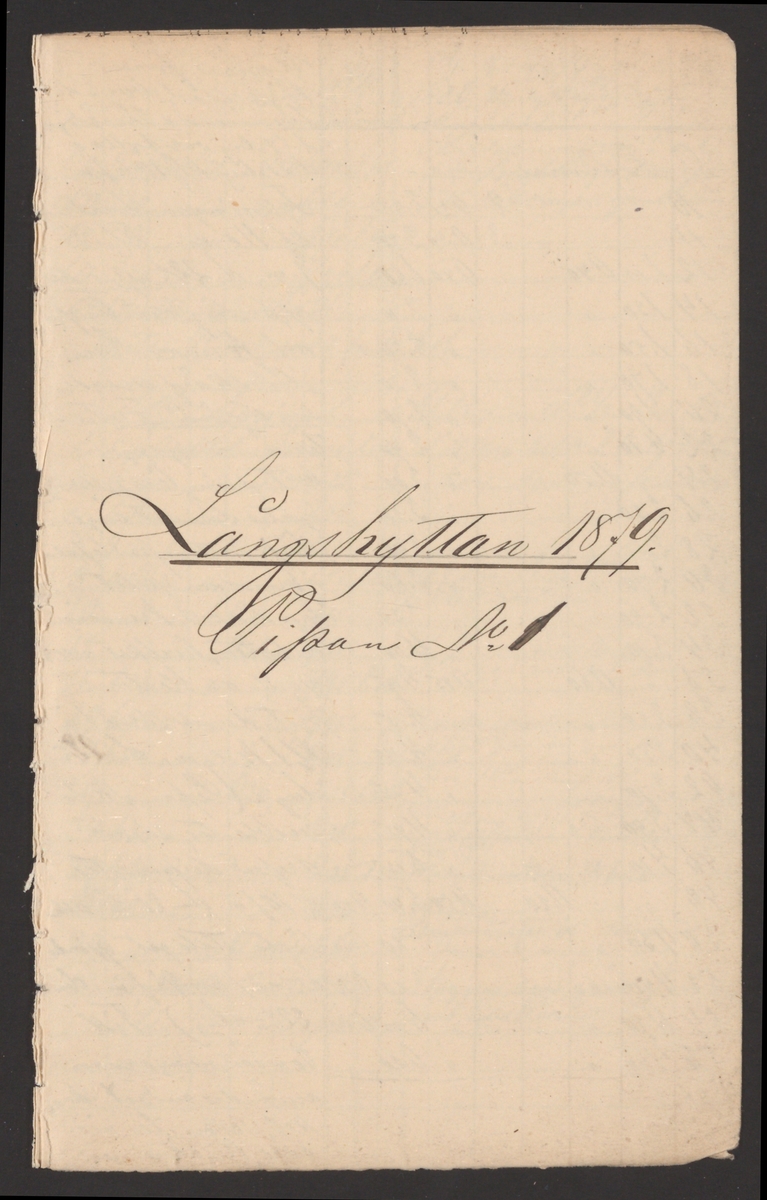 Långshyttan 1879.
Pipan No 1